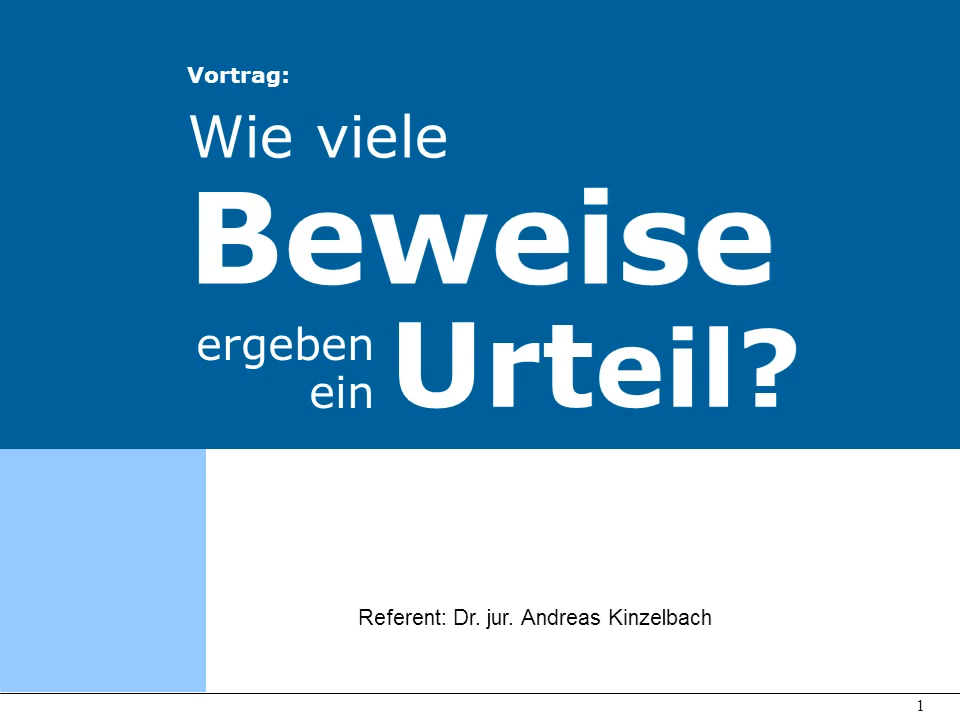 Vortrag:
Wie viele
Beweise
ergeben
ein Urteil?
Referent: Dr. jur. Andreas Kinzelbach
1